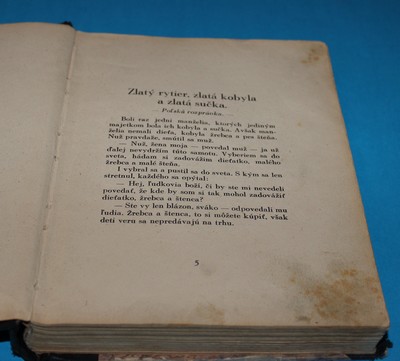 Zlatý rytier, zlatá kobyla
a zlatá sučka.
Poľská rozprávka.
Boli raz jedni manželia, ktorých jediným
majetkom bola ich kobyla a sučka. Avšak man-
želia nemali dieťa, kobyla žrebca a pes šteňa.
Nuž pravdaže, smútil sa muž.
— Nuž, žena moja — povedal muž — ja už
ďalej nevydržím túto samotu. Vyberiem sa do
sveta, hádam si zadovážim dieťatko, malého
žrebca a malé šteňa.
I vybral sa a pustil sa do sveta. S kým sa len
stretnul, každého sa opýtal:
— Hej, ľudkovia boží, či by ste mi nevedeli
povedať, že kde by som si tak mohol zadovážiť
dieťatko, žrebca a štenca?
— Ste vy len blázon, sváko — odpovedali mu
ľudia. Žrebca a štenca, to si môžete kúpiť, však
deti veru sa nepredávajú na trhu.
5